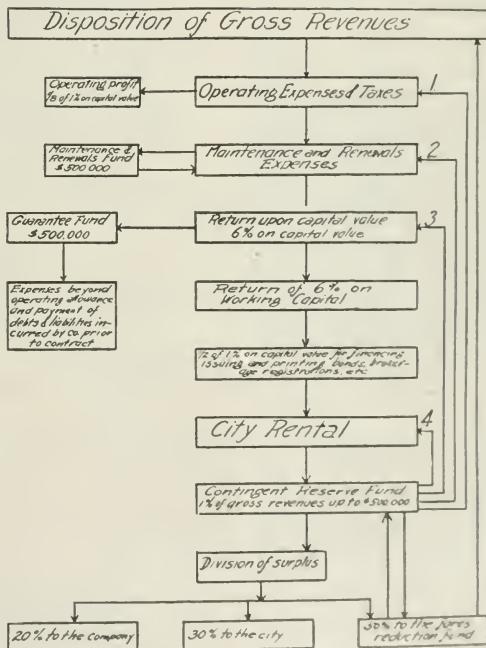 Disposition of Gross Revenues
Operating profit
1/8 of 1% on capital value
Operating Expenses & Taxes
1
Maintenance &
Renewals Fund
$500000
Maintenance and Renewals
Expenses
2
Guarantee Fund
$500,000
Return upon capital value
6% on capital value
3
Expenses beyond
operating allowance
and payment of
debts & liabilities in-
curred by Co. prior
to contract
Return of 6% on
Working Capital
1/2 of 1% on capital value for financing
issuing and printing bonds, broker-
age registrations, etc
City Rental
4
Contingent Reserve Fund
1% of gross revenues up to $500000
Division of surplus
20% to the company
30% to the city
50% to the fares
reduction fund